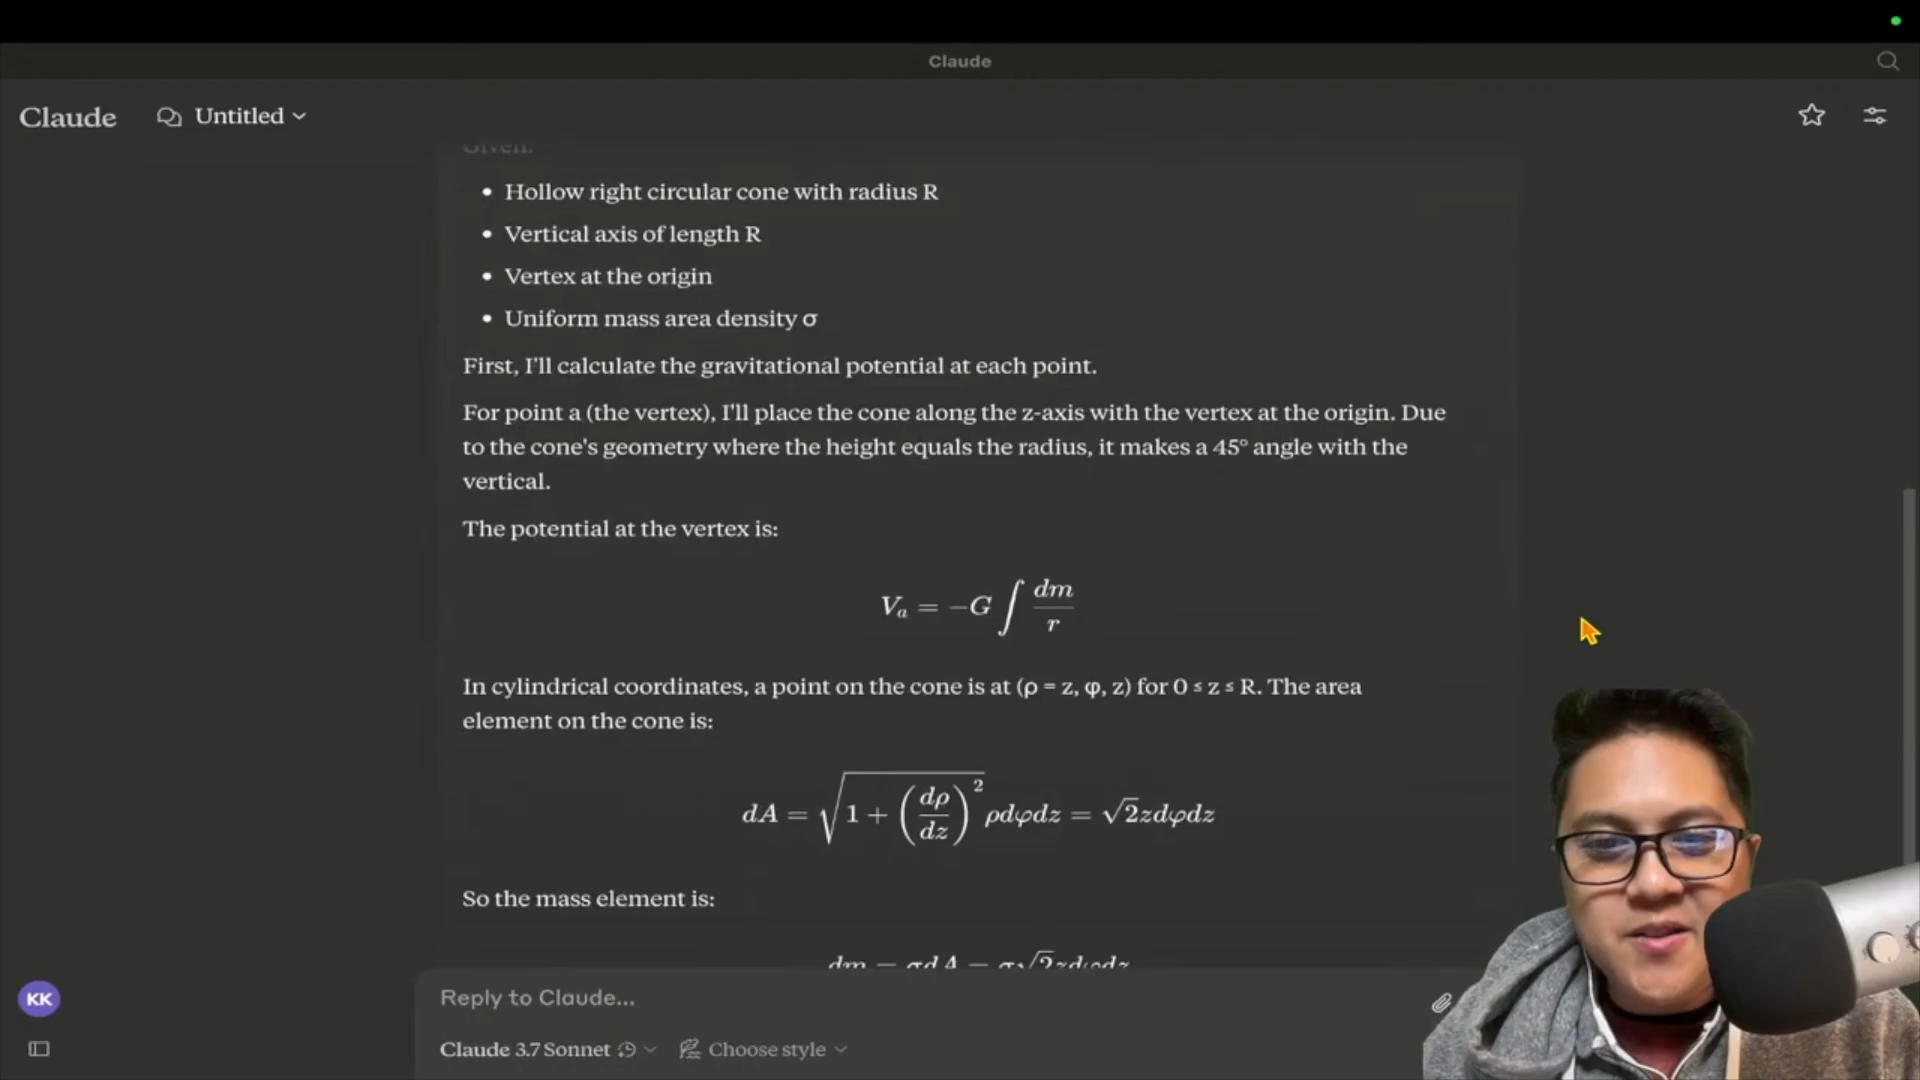 Claude
Claude
Untitled
Given:
• Hollow right circular cone with radius R
• Vertical axis of length R
• Vertex at the origin
• Uniform mass area density σ
First, I'll calculate the gravitational potential at each point.
For point a (the vertex), I'll place the cone along the z-axis with the vertex at the origin. Due
to the cone's geometry where the height equals the radius, it makes a 45° angle with the
vertical.
The potential at the vertex is:
Vₐ = −G ∫ dm/r
In cylindrical coordinates, a point on the cone is at (ρ = z, φ, z) for 0 ≤ z ≤ R. The area
element on the cone is:
dA = √(1 + (dρ/dz)²) ρdφdz = √2zdφdz
So the mass element is:
dm = σdA = σ√2zdφdz
KK
Reply to Claude...
Claude 3.7 Sonnet
Choose style